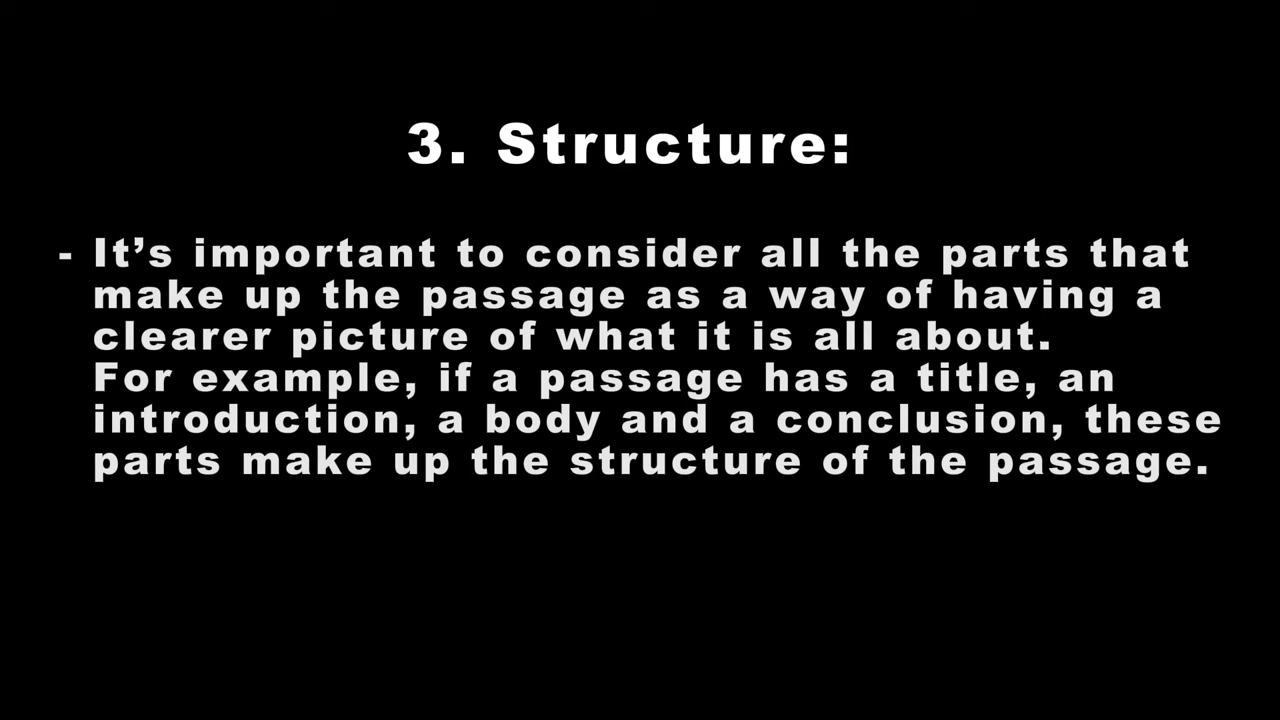 3. Structure:
- It’s important to consider all the parts that
make up the passage as a way of having a
clearer picture of what it is all about.
For example, if a passage has a title, an
introduction, a body and a conclusion, these
parts make up the structure of the passage.